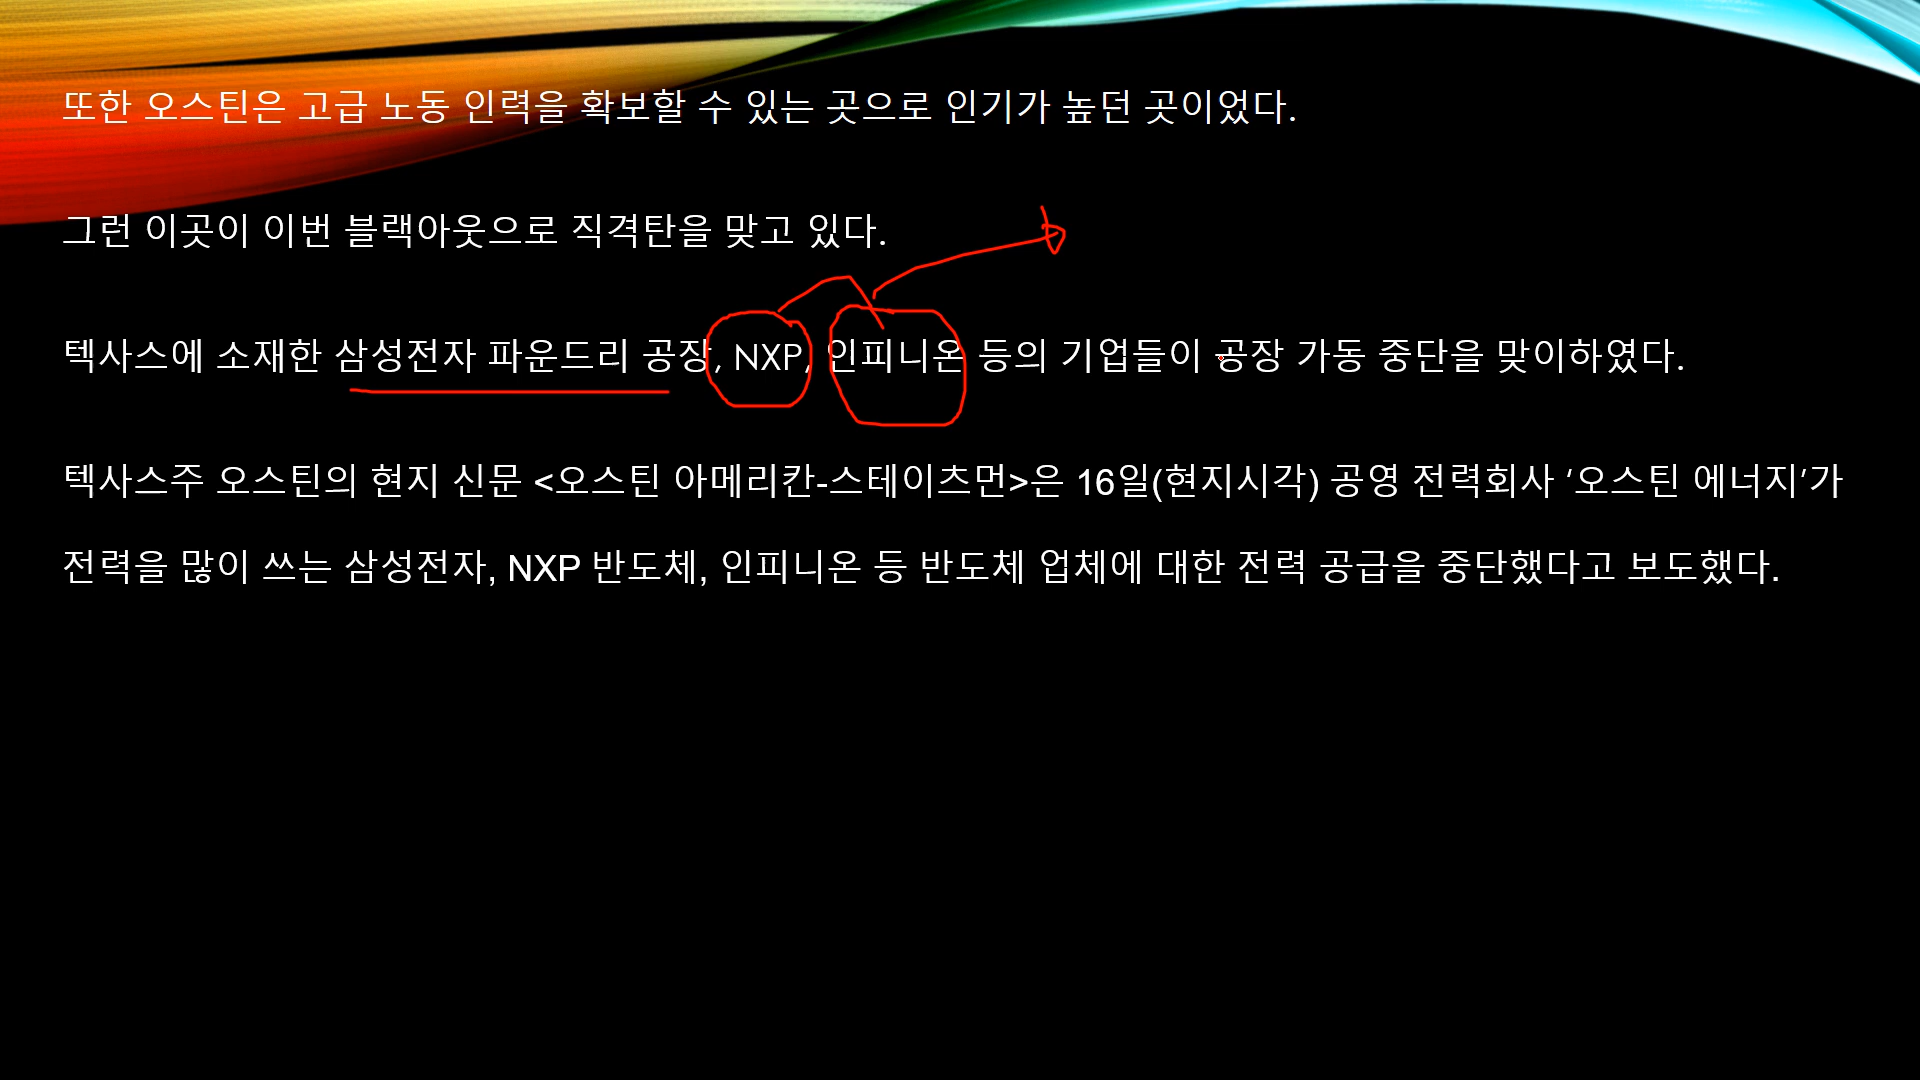 또한 오스틴은 고급 노동 인력을 확보할 수 있는 곳으로 인기가 높던 곳이었다.
그런 이곳이 이번 블랙아웃으로 직격탄을 맞고 있다.
텍사스에 소재한 삼성전자 파운드리 공장, NXP, 인피니온 등의 기업들이 공장 가동 중단을 맞이하였다.
텍사스주 오스틴의 현지 신문 <오스틴 아메리칸-스테이츠먼>은 16일(현지시각) 공영 전력회사 ‘오스틴 에너지’가
전력을 많이 쓰는 삼성전자, NXP 반도체, 인피니온 등 반도체 업체에 대한 전력 공급을 중단했다고 보도했다.